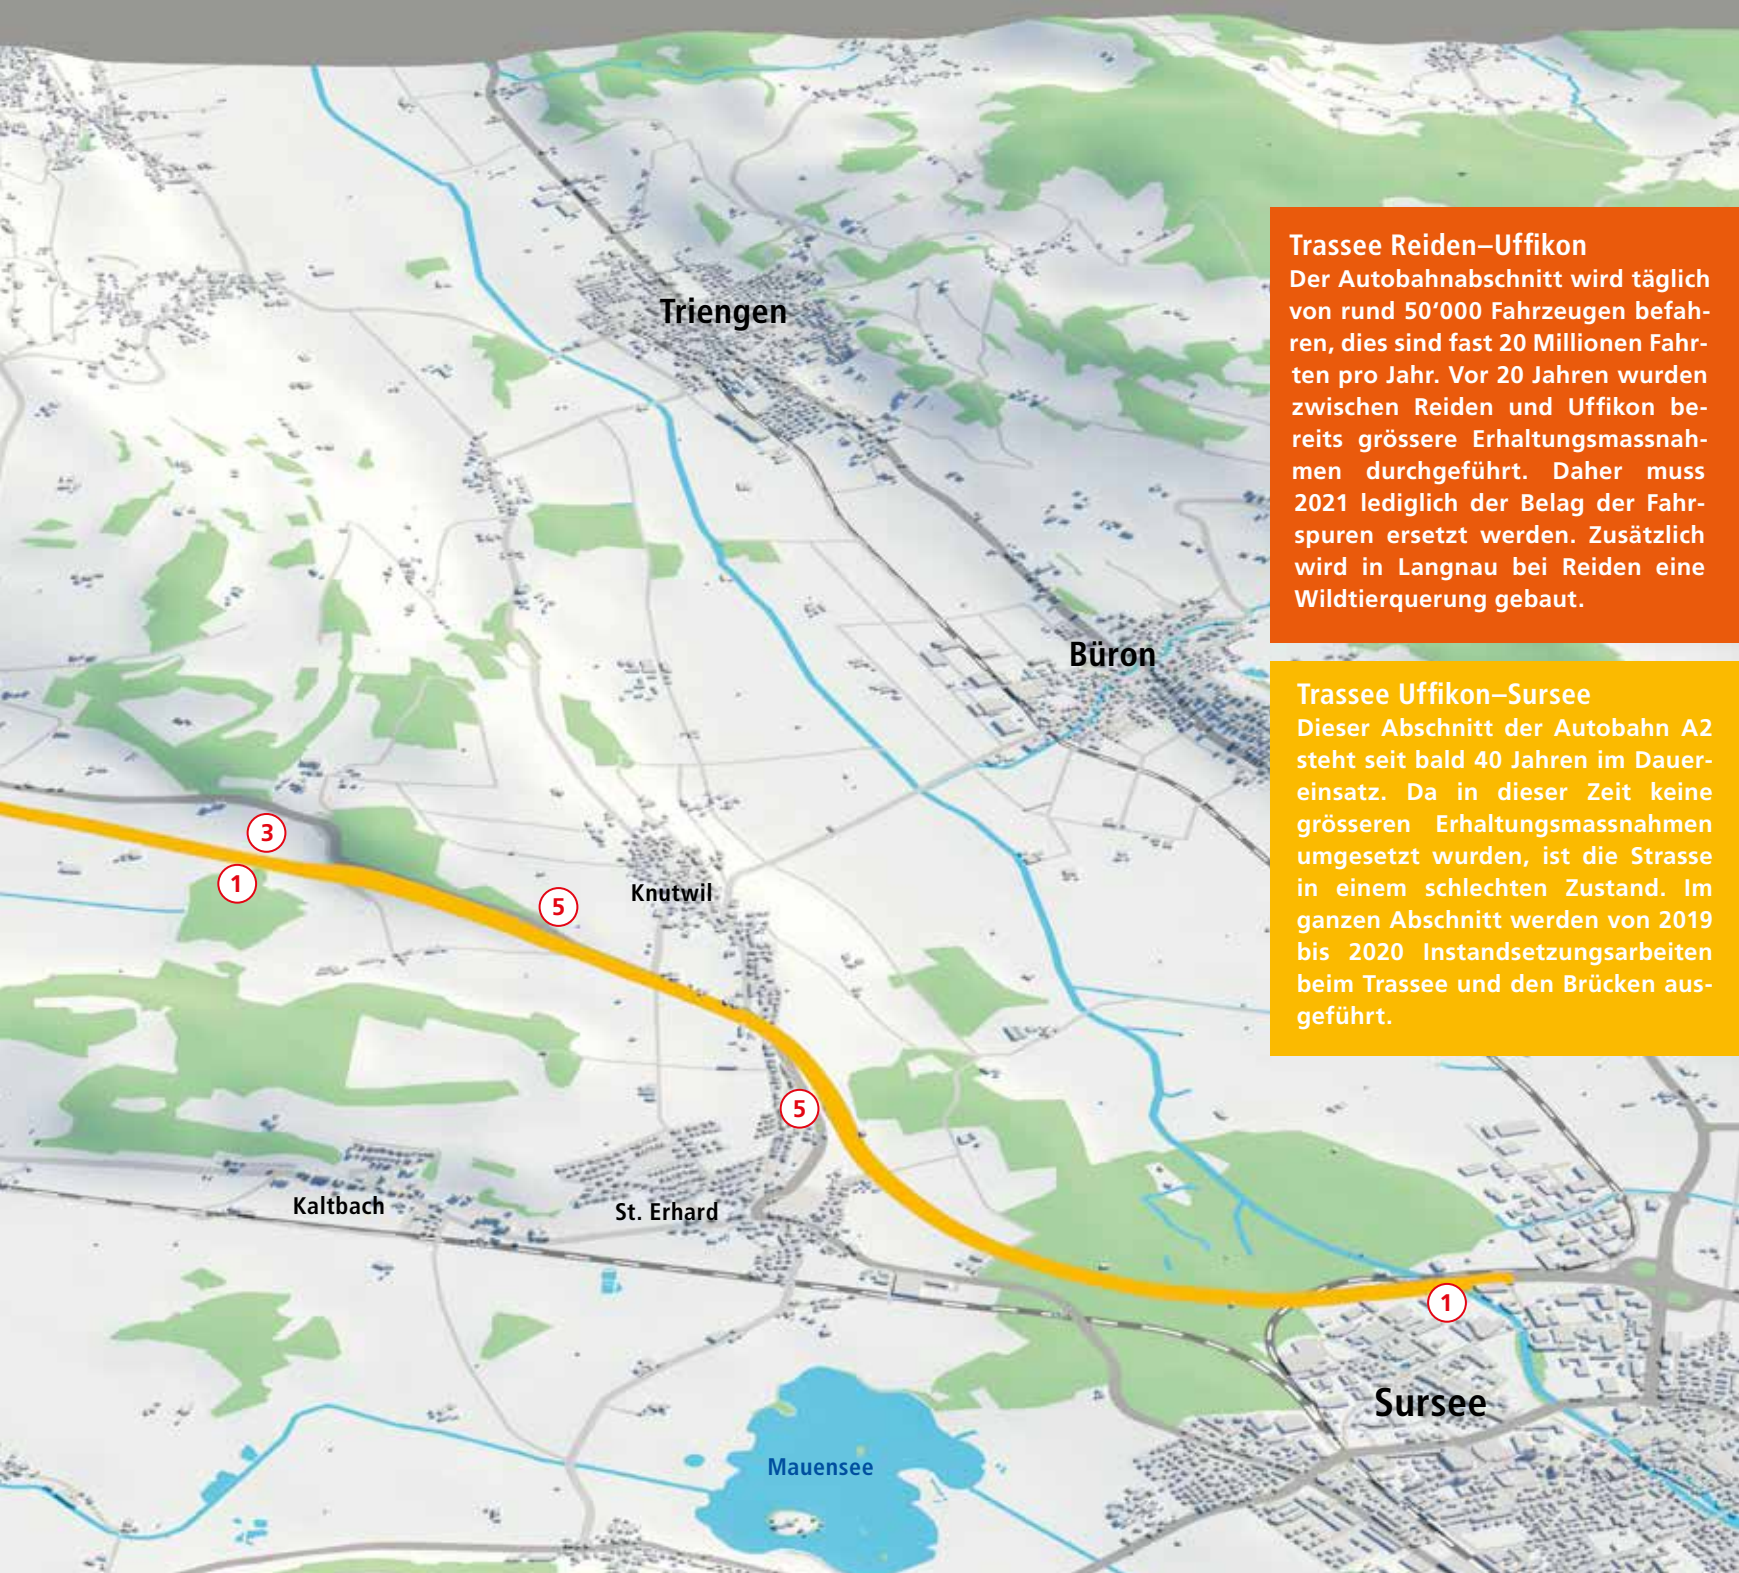 Trassee Reiden–Uffikon
Der Autobahnabschnitt wird täglich
von rund 50‘000 Fahrzeugen befah-
ren, dies sind fast 20 Millionen Fahr-
ten pro Jahr. Vor 20 Jahren wurden
zwischen Reiden und Uffikon be-
reits grössere Erhaltungsmassnah-
men durchgeführt. Daher muss
2021 lediglich der Belag der Fahr-
spuren ersetzt werden. Zusätzlich
wird in Langnau bei Reiden eine
Wildtierquerung gebaut.
Trassee Uffikon–Sursee
Dieser Abschnitt der Autobahn A2
steht seit bald 40 Jahren im Dauer-
einsatz. Da in dieser Zeit keine
grösseren Erhaltungsmassnahmen
umgesetzt wurden, ist die Strasse
in einem schlechten Zustand. Im
ganzen Abschnitt werden von 2019
bis 2020 Instandsetzungsarbeiten
beim Trassee und den Brücken aus-
geführt.
Triengen
Büron
3
1
5
Knutwil
5
Kaltbach
St. Erhard
1
Sursee
Mauensee